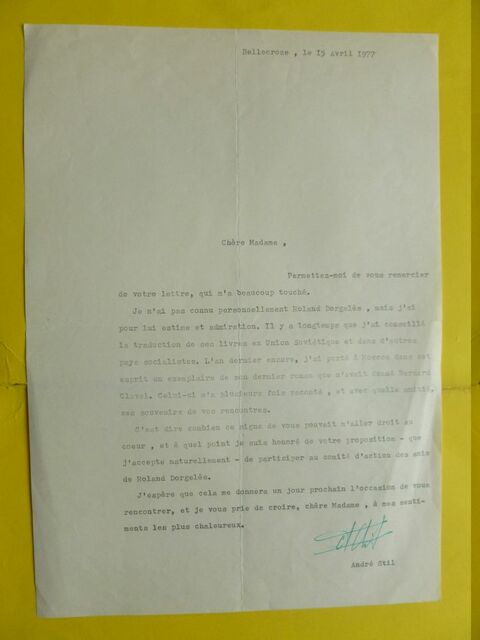 Bellecroze , le 15 Avril 1977
Chère Madame ,
Permettez-moi de vous remercier
de votre lettre, qui m'a beaucoup touché.
Je n'ai pas connu personnellement Roland Dorgelès , mais j'ai
pour lui estime et admiration. Il y a longtemps que j'ai conseillé
la traduction de ses livres en Union Soviétique et dans d'autres
pays socialistes. L'an dernier encore, j'ai porté à Moscou dans cet
esprit un exemplaire de son dernier roman que m'avait donné Bernard
Clavel. Celui-ci m'a plusieurs fois raconté , et avec quelle amitié,
ses souvenirs de vos rencontres.
C'est dire combien ce signe de vous pouvait m'aller droit au
coeur , et à quel point je suis honoré de votre proposition - que
j'accepte naturellement - de participer au comité d'action des amis
de Roland Dorgelès.
J'espère que cela me donnera un jour prochain l'occasion de vous
rencontrer, et je vous prie de croire, chère Madame , à mes senti-
ments les plus chaleureux.
André Stil